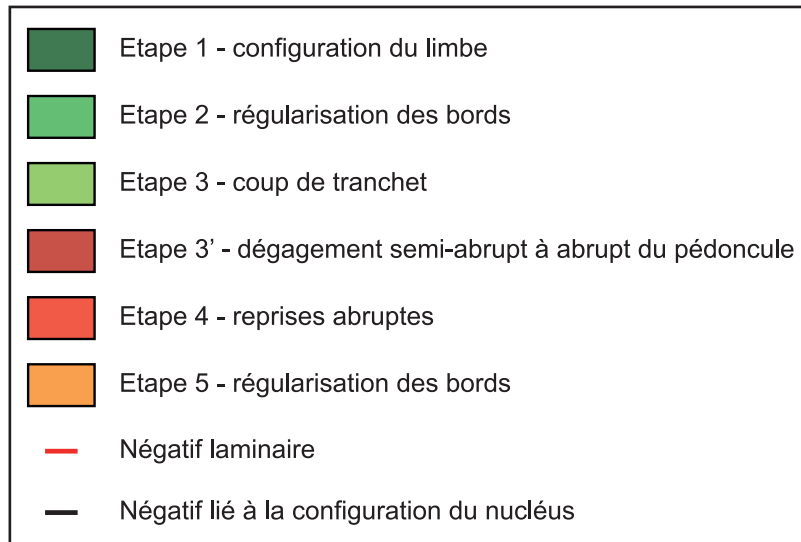 Etape 1 - configuration du limbe
Etape 2 - régularisation des bords
Etape 3 - coup de tranchet
Etape 3’ - dégagement semi-abrupt à abrupt du pédoncule
Etape 4 - reprises abruptes
Etape 5 - régularisation des bords
Négatif laminaire
Négatif lié à la configuration du nucléus